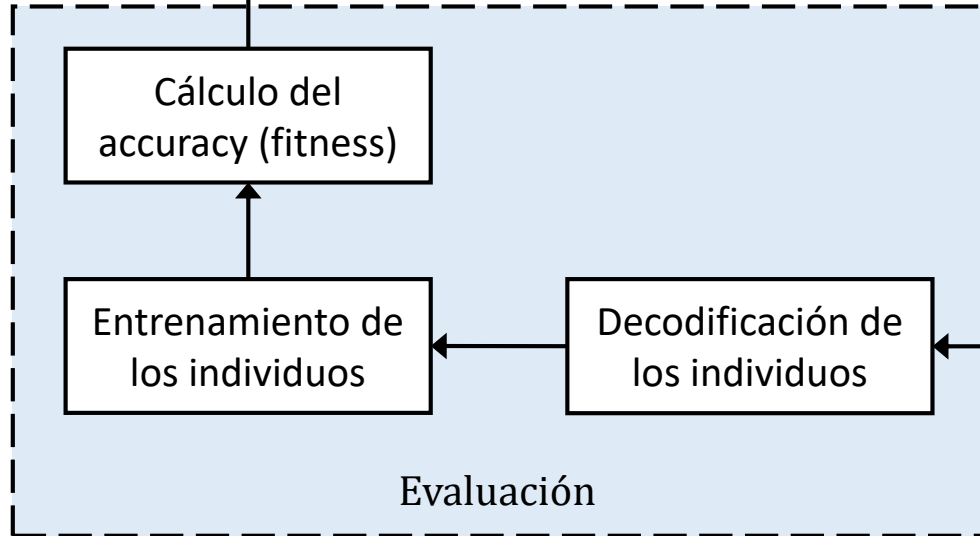 Cálculo del
accuracy (fitness)
Entrenamiento de
los individuos
Decodificación de
los individuos
Evaluación